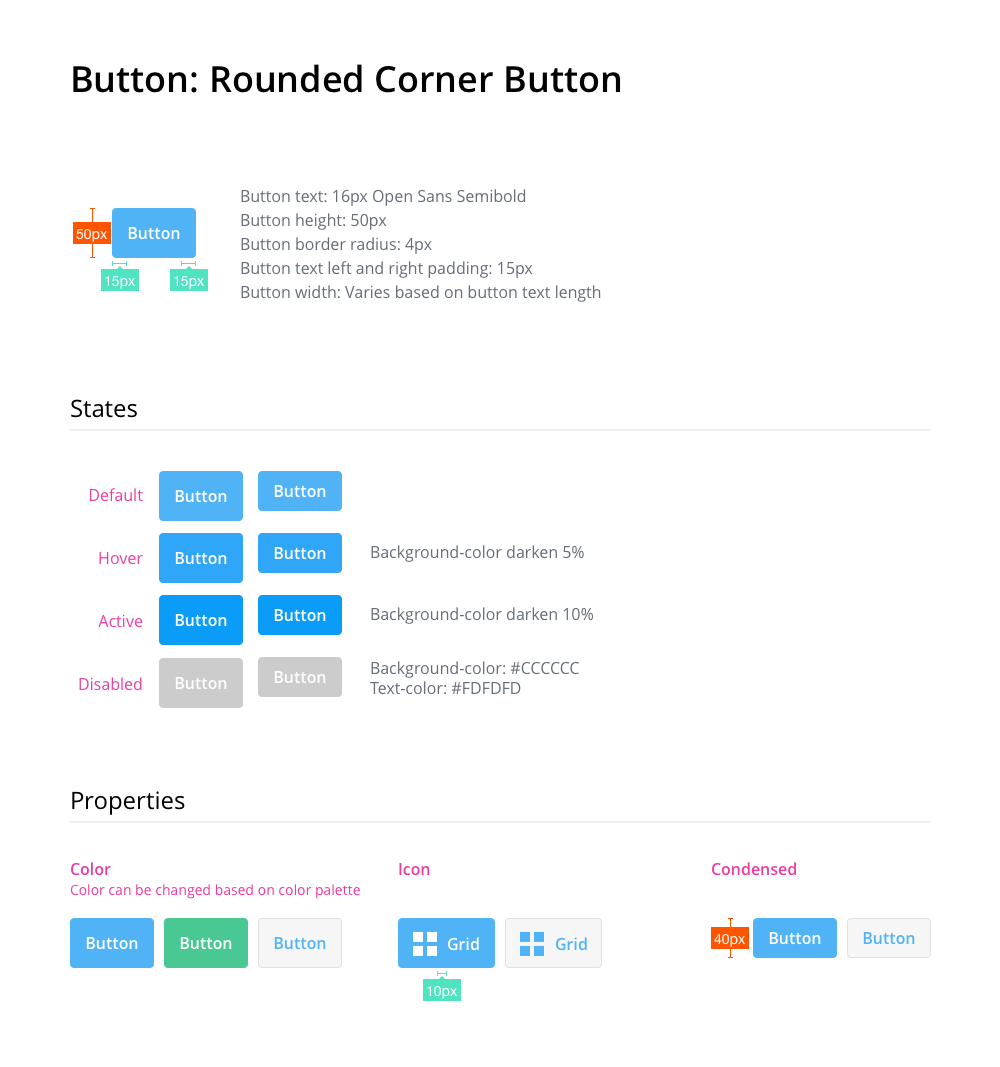 Button: Rounded Corner Button
50px
Button
15px
15px
Button text: 16px Open Sans Semibold
Button height: 50px
Button border radius: 4px
Button text left and right padding: 15px
Button width: Varies based on button text length
States
Default
Button
Button
Hover
Button
Button
Background-color darken 5%
Active
Button
Button
Background-color darken 10%
Disabled
Button
Button
Background-color: #CCCCCC
Text-color: #FDFDFD
Properties
Color
Color can be changed based on color palette
Button
Button
Button
Icon
Grid
Grid
10px
Condensed
40px
Button
Button